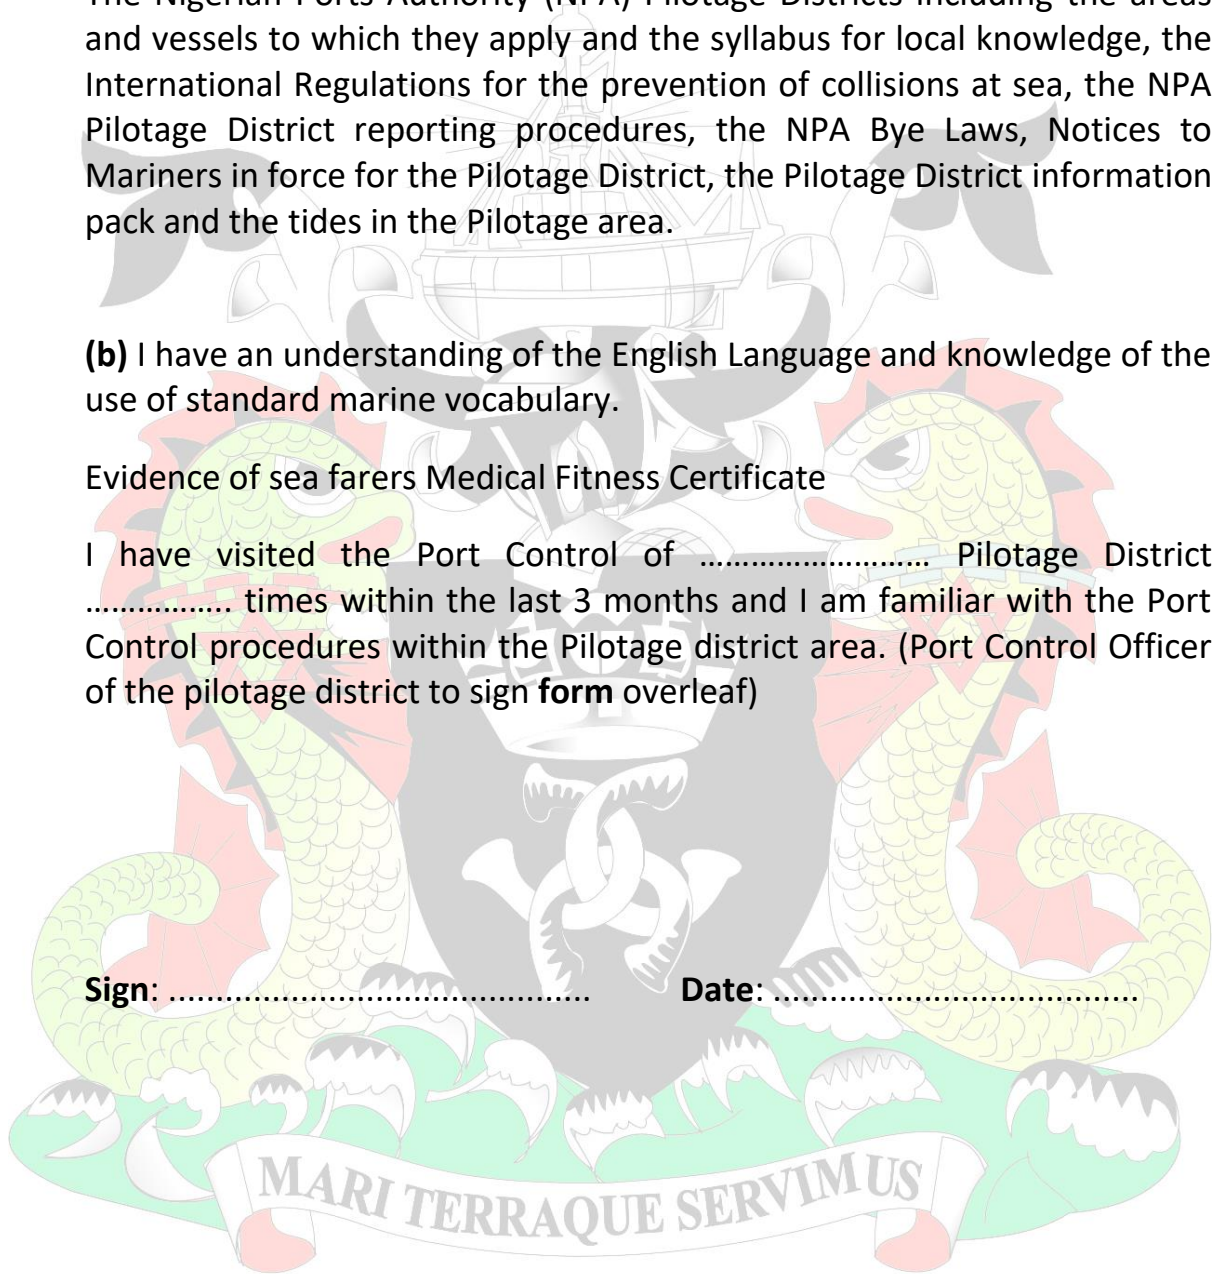 The Nigerian Ports Authority (NPA) Pilotage Districts including the areas
and vessels to which they apply and the syllabus for local knowledge, the
International Regulations for the prevention of collisions at sea, the NPA
Pilotage District reporting procedures, the NPA Bye Laws, Notices to
Mariners in force for the Pilotage District, the Pilotage District information
pack and the tides in the Pilotage area.
(b) I have an understanding of the English Language and knowledge of the
use of standard marine vocabulary.
Evidence of sea farers Medical Fitness Certificate
I have visited the Port Control of ……………………… Pilotage District
…………….. times within the last 3 months and I am familiar with the Port
Control procedures within the Pilotage district area. (Port Control Officer
of the pilotage district to sign form overleaf)
Sign: ............................................. Date: .......................................
MARI TERRAQUE SERVIMUS